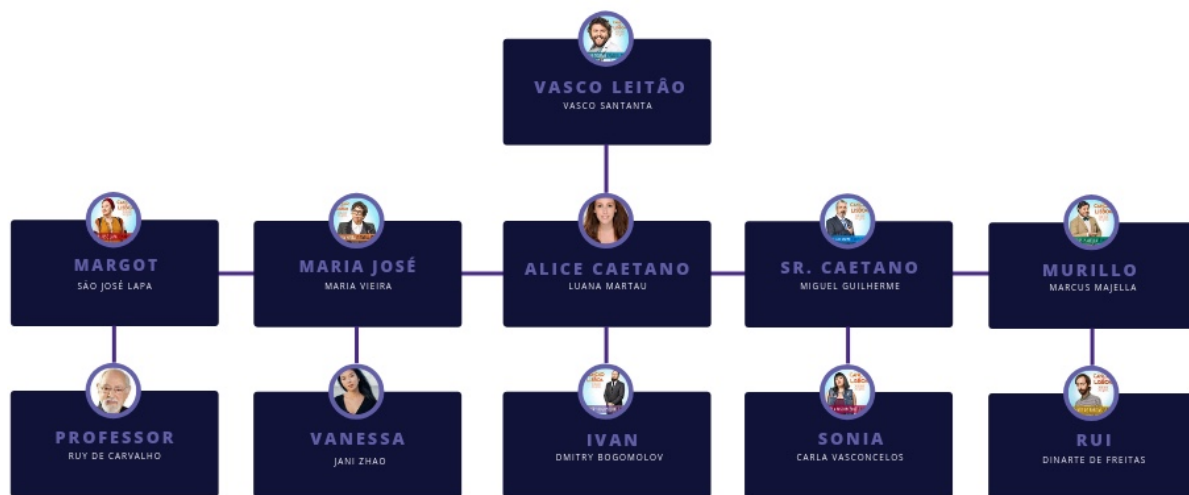 VASCO LEITÂO
VASCO SANTANTA
MARGOT
SÃO JOSÉ LAPA
MARIA JOSÉ
MARIA VIEIRA
ALICE CAETANO
LUANA MARTAU
SR. CAETANO
MIGUEL GUILHERME
MURILLO
MARCUS MAJELLA
PROFESSOR
RUY DE CARVALHO
VANESSA
JANI ZHAO
IVAN
DMITRY BOGOMOLOV
SONIA
CARLA VASCONCELOS
RUI
DINARTE DE FREITAS